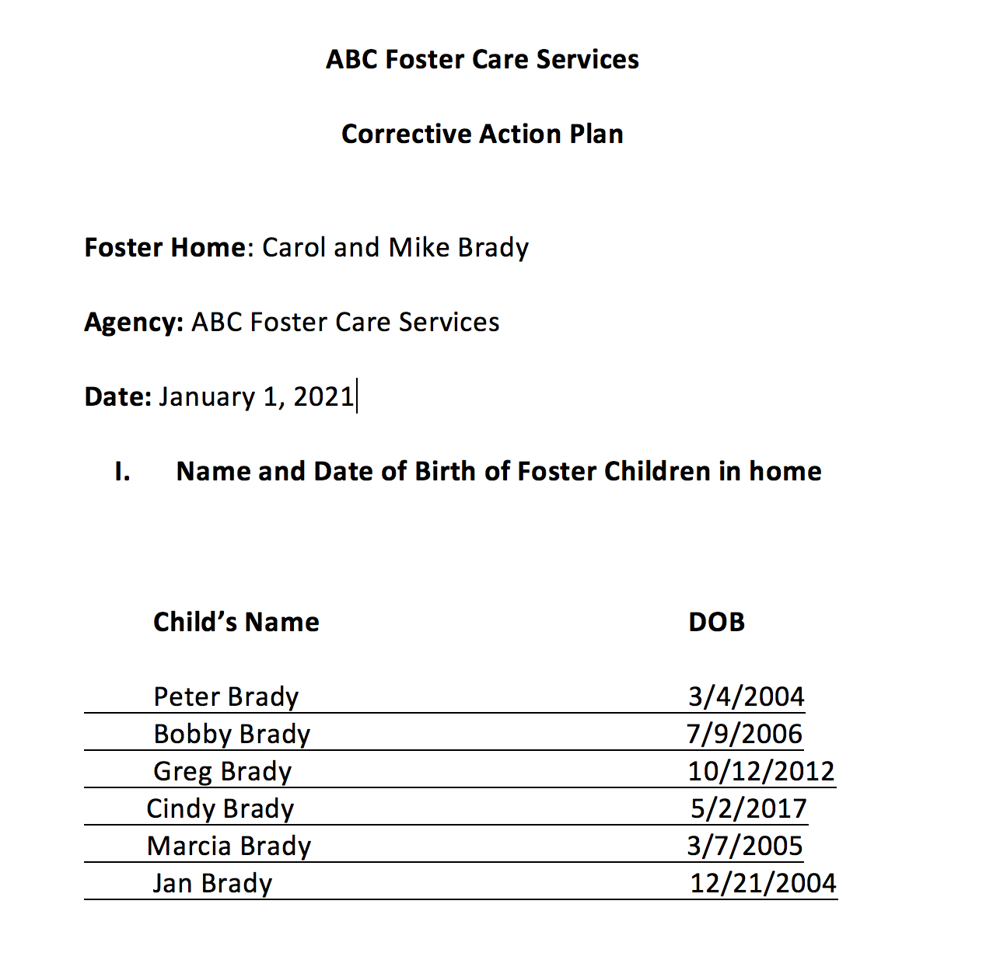 ABC Foster Care Services
Corrective Action Plan
Foster Home: Carol and Mike Brady
Agency: ABC Foster Care Services
Date: January 1, 2021
I. Name and Date of Birth of Foster Children in home
Child’s Name DOB
Peter Brady 3/4/2004
Bobby Brady 7/9/2006
Greg Brady 10/12/2012
Cindy Brady 5/2/2017
Marcia Brady 3/7/2005
Jan Brady 12/21/2004